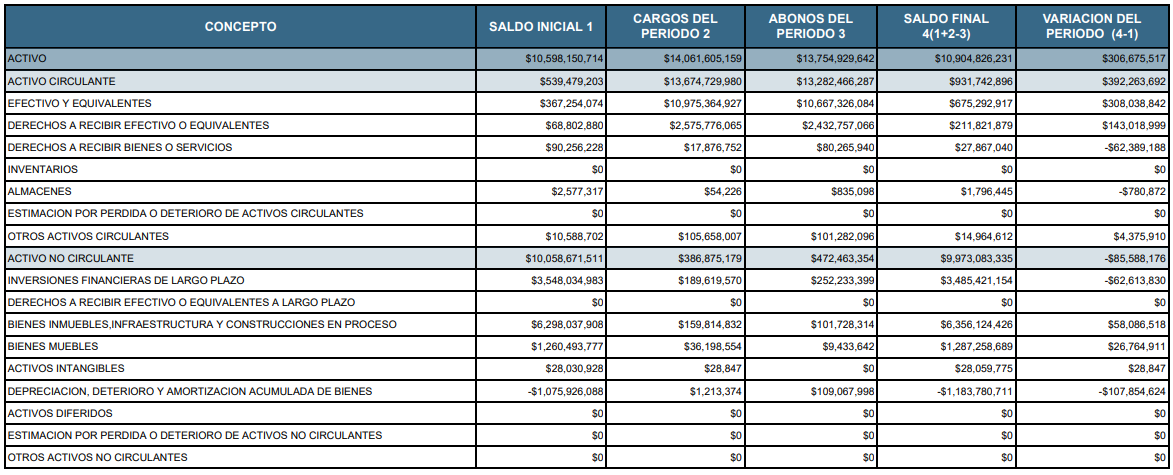 CONCEPTO SALDO INICIAL 1 CARGOS DEL PERIODO 2 ABONOS DEL PERIODO 3 SALDO FINAL 4(1+2-3) VARIACION DEL PERIODO (4-1)
ACTIVO $10,598,150,714 $14,061,605,159 $13,754,929,642 $10,904,826,231 $306,675,517
ACTIVO CIRCULANTE $539,479,203 $13,674,729,980 $13,282,466,287 $931,742,896 $392,263,692
EFECTIVO Y EQUIVALENTES $367,254,074 $10,975,364,927 $10,667,326,084 $675,292,917 $308,038,842
DERECHOS A RECIBIR EFECTIVO O EQUIVALENTES $68,802,880 $2,575,776,065 $2,432,757,066 $211,821,879 $143,018,999
DERECHOS A RECIBIR BIENES O SERVICIOS $90,256,228 $17,876,752 $80,265,940 $27,867,040 -$62,389,188
INVENTARIOS $0 $0 $0 $0 $0
ALMACENES $2,577,317 $54,226 $835,098 $1,796,445 -$780,872
ESTIMACION POR PERDIDA O DETERIORO DE ACTIVOS CIRCULANTES $0 $0 $0 $0 $0
OTROS ACTIVOS CIRCULANTES $10,588,702 $105,658,007 $101,282,096 $14,964,612 $4,375,910
ACTIVO NO CIRCULANTE $10,058,671,511 $386,875,179 $472,463,354 $9,973,083,335 -$85,588,176
INVERSIONES FINANCIERAS DE LARGO PLAZO $3,548,034,983 $189,619,570 $252,233,399 $3,485,421,154 -$62,613,830
DERECHOS A RECIBIR EFECTIVO O EQUIVALENTES A LARGO PLAZO $0 $0 $0 $0 $0
BIENES INMUEBLES,INFRAESTRUCTURA Y CONSTRUCCIONES EN PROCESO $6,298,037,908 $159,814,832 $101,728,314 $6,356,124,426 $58,086,518
BIENES MUEBLES $1,260,493,777 $36,198,554 $9,433,642 $1,287,258,689 $26,764,911
ACTIVOS INTANGIBLES $28,030,928 $28,847 $0 $28,059,775 $28,847
DEPRECIACION, DETERIORO Y AMORTIZACION ACUMULADA DE BIENES -$1,075,926,088 $1,213,374 $109,067,998 -$1,183,780,711 -$107,854,624
ACTIVOS DIFERIDOS $0 $0 $0 $0 $0
ESTIMACION POR PERDIDA O DETERIORO DE ACTIVOS NO CIRCULANTES $0 $0 $0 $0 $0
OTROS ACTIVOS NO CIRCULANTES $0 $0 $0 $0 $0